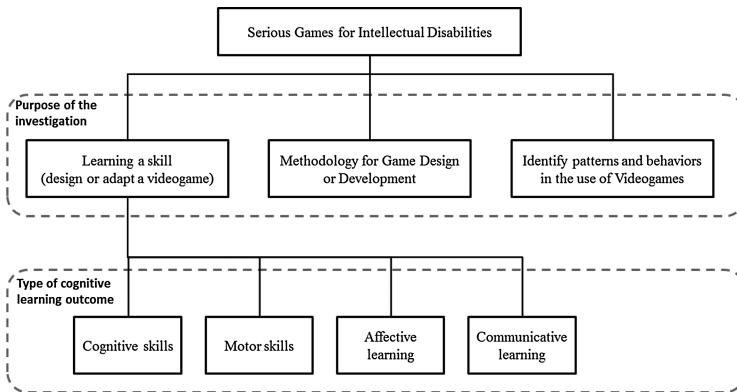 Serious Games for Intellectual Disabilities
Purpose of the
investigation
Learning a skill
(design or adapt a videogame)
Methodology for Game Design
or Development
Identify patterns and behaviors
in the use of Videogames
Type of cognitive
learning outcome
Cognitive skills
Motor skills
Affective
learning
Communicative
learning